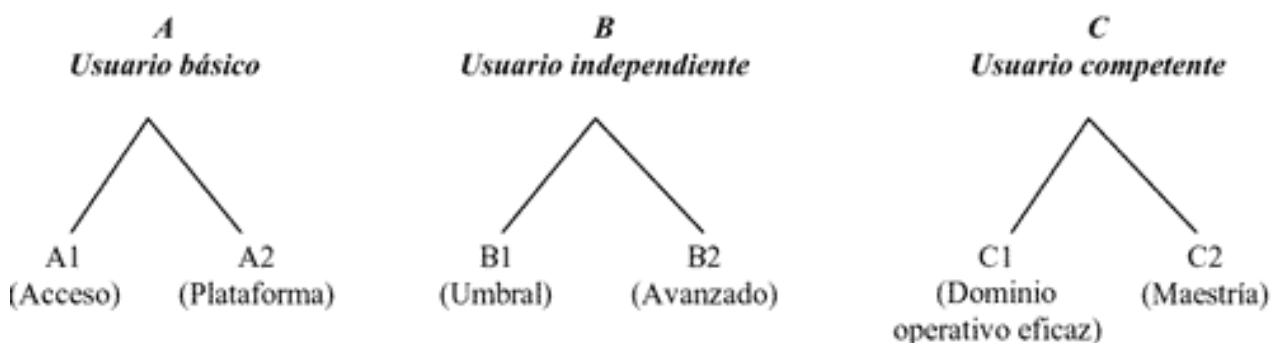 A
Usuario básico
B
Usuario independiente
C
Usuario competente
A1
(Acceso)
A2
(Plataforma)
B1
(Umbral)
B2
(Avanzado)
C1
(Dominio
operativo eficaz)
C2
(Maestría)